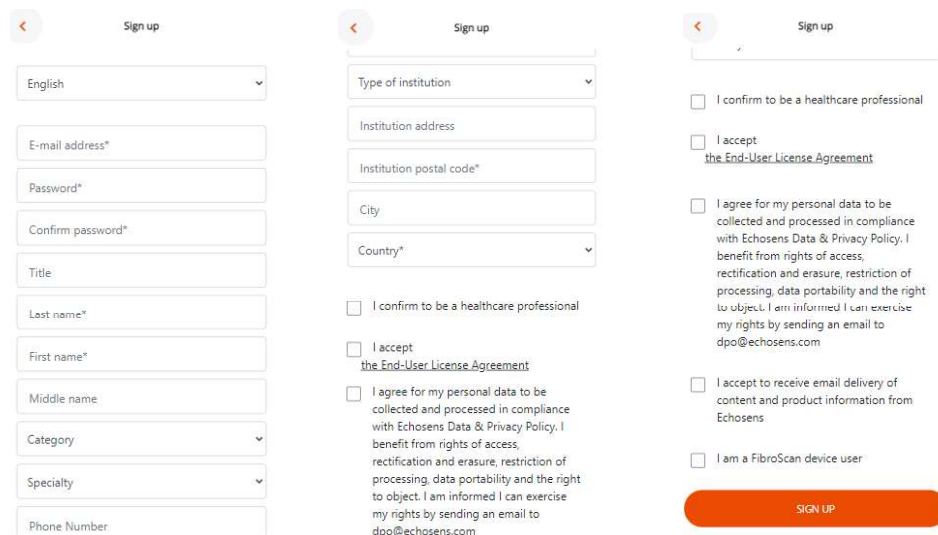 Sign up
English
E-mail address*
Password*
Confirm password*
Title
Last name*
First name*
Middle name
Category
Specialty
Phone Number
Sign up
Type of institution
Institution address
Institution postal code*
City
Country*
I confirm to be a healthcare professional
I accept
the End-User License Agreement
I agree for my personal data to be
collected and processed in compliance
with Echosens Data & Privacy Policy. I
benefit from rights of access,
rectification and erasure, restriction of
processing, data portability and the right
to object. I am informed I can exercise
my rights by sending an email to
dpo@echosens.com
Sign up
I confirm to be a healthcare professional
I accept
the End-User License Agreement
I agree for my personal data to be
collected and processed in compliance
with Echosens Data & Privacy Policy. I
benefit from rights of access,
rectification and erasure, restriction of
processing, data portability and the right
to object. I am informed I can exercise
my rights by sending an email to
dpo@echosens.com
I accept to receive email delivery of
content and product information from
Echosens
I am a FibroScan device user
SIGN UP